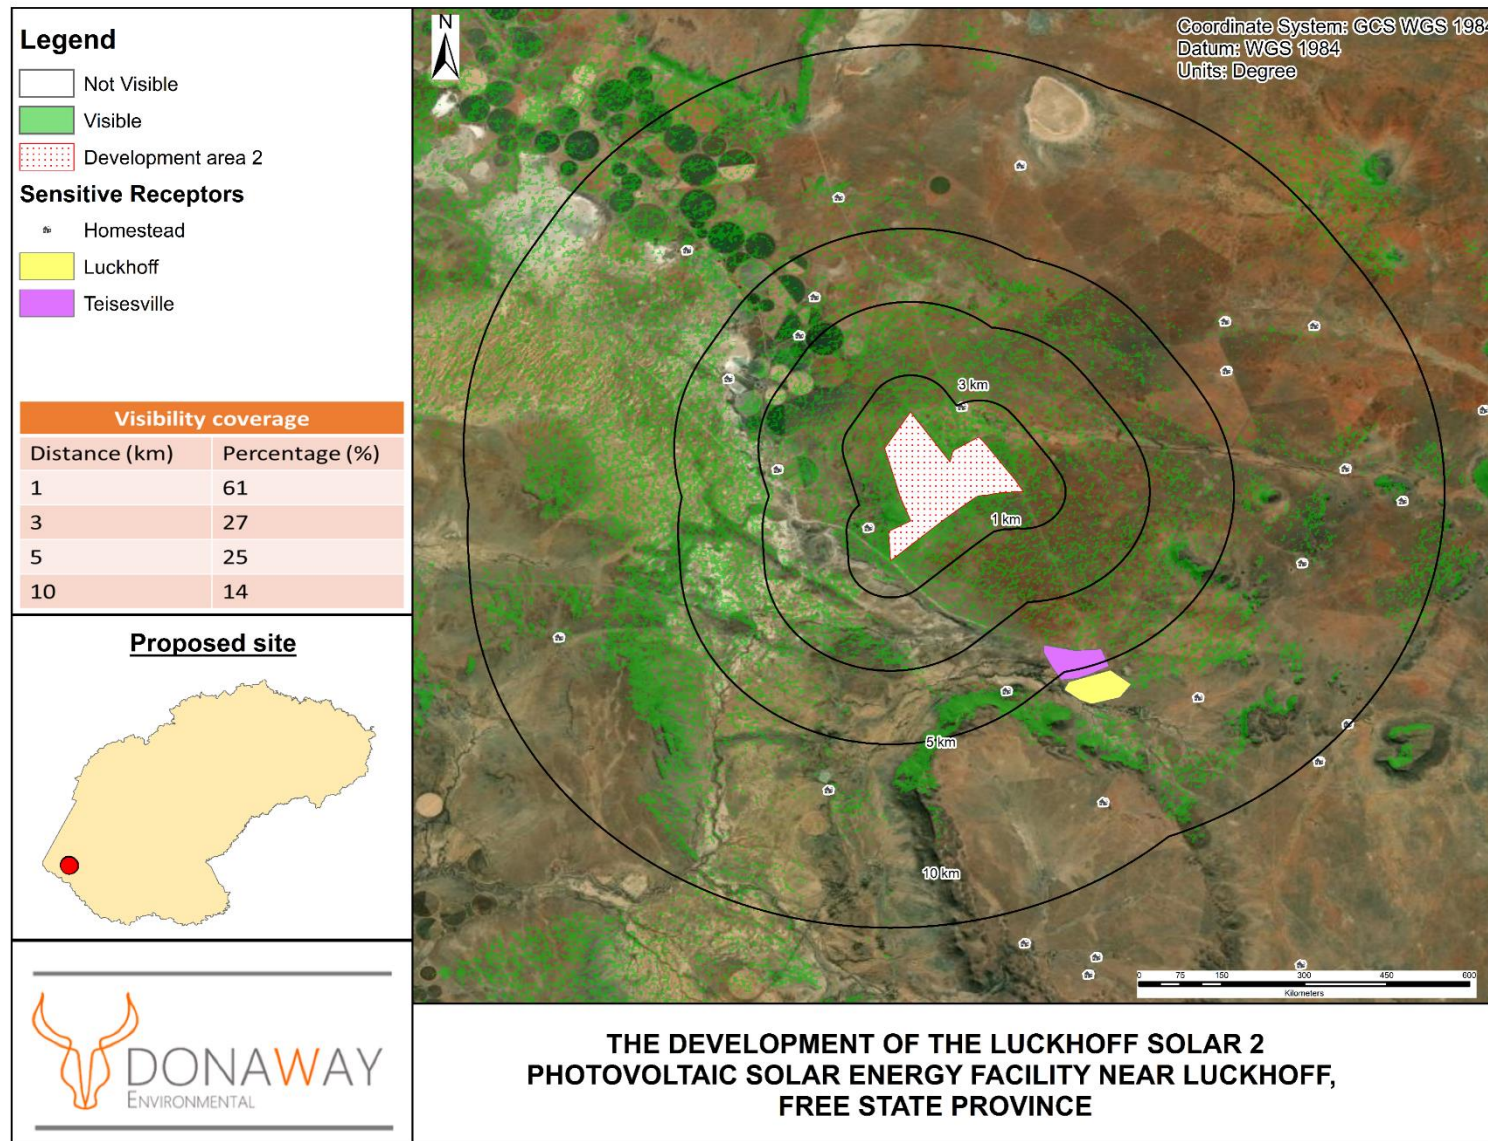 Legend
Not Visible
Visible
Development area 2
Sensitive Receptors
Homestead
Luckhoff
Teisesville
Visibility coverage
Distance (km) Percentage (%)
1 61
3 27
5 25
10 14
Proposed site
DONAWAY
ENVIRONMENTAL
N
Coordinate System: GCS WGS 1984
Datum: WGS 1984
Units: Degree
3 km
1 km
5 km
10 km
0 75 150 300 450 600
Kilometers
THE DEVELOPMENT OF THE LUCKHOFF SOLAR 2
PHOTOVOLTAIC SOLAR ENERGY FACILITY NEAR LUCKHOFF,
FREE STATE PROVINCE